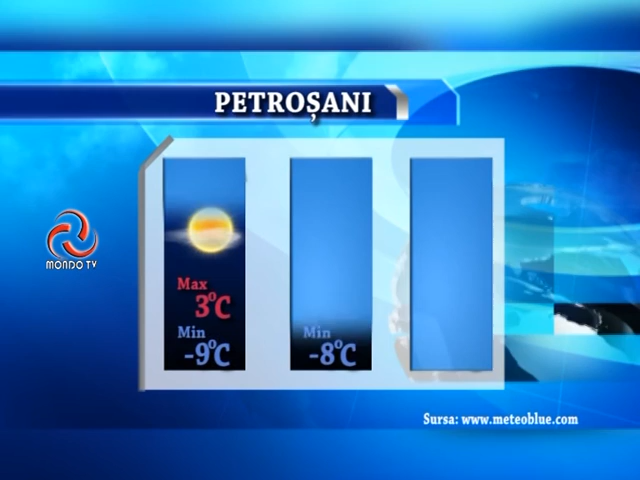 PETROȘANI
Max
3°C
Min
-9°C
Min
-8°C
MONDO TV
Sursa: www.meteoblue.com